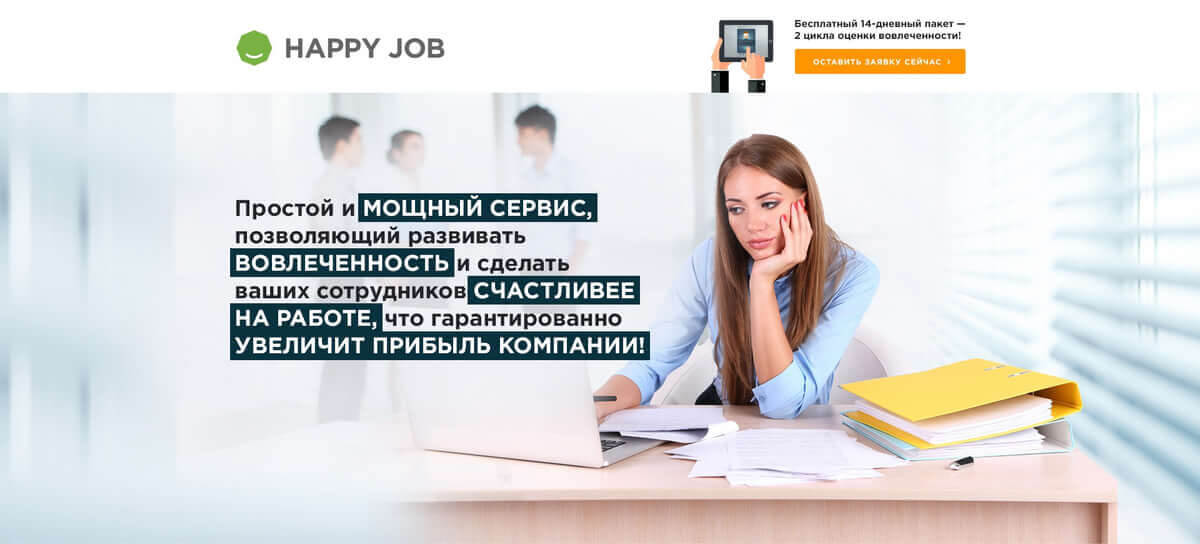 HAPPY JOB
Бесплатный 14-дневный пакет —
2 цикла оценки вовлеченности!
ОСТАВИТЬ ЗАЯВКУ СЕЙЧАС ›
Простой и МОЩНЫЙ СЕРВИС,
позволяющий развивать
ВОВЛЕЧЕННОСТЬ и сделать
ваших сотрудников СЧАСТЛИВЕЕ
НА РАБОТЕ, что гарантированно
УВЕЛИЧИТ ПРИБЫЛЬ КОМПАНИИ!